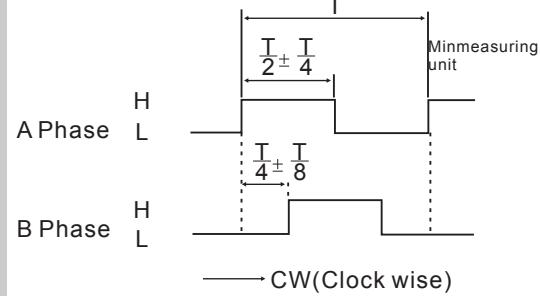 T
T/2 ± T/4
Minmeasuring
unit
H
A Phase L
T/4 ± T/8
H
B Phase L
CW(Clock wise)